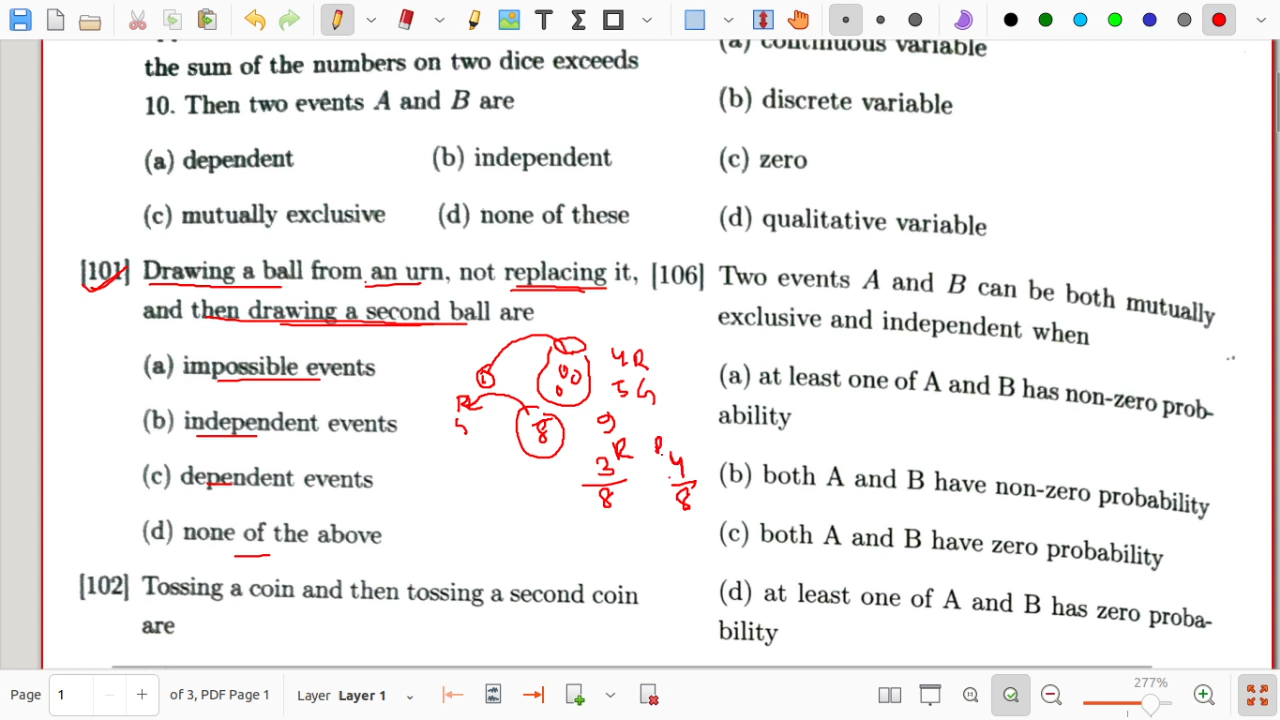 the sum of the numbers on two dice exceeds
10. Then two events A and B are
(a) dependent
(b) independent
(c) mutually exclusive
(d) none of these
[101] Drawing a ball from an urn, not replacing it,
and then drawing a second ball are
(a) impossible events
(b) independent events
(c) dependent events
(d) none of the above
[102] Tossing a coin and then tossing a second coin
are
4R
5G
9
8
R
3
8
4
8
(a) continuous variable
(b) discrete variable
(c) zero
(d) qualitative variable
[106] Two events A and B can be both mutually
exclusive and independent when
(a) at least one of A and B has non-zero prob-
ability
(b) both A and B have non-zero probability
(c) both A and B have zero probability
(d) at least one of A and B has zero proba-
bility
Page 1 of 3, PDF Page 1 Layer Layer 1 277%